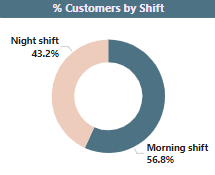 % Customers by Shift
Night shift
43.2%
Morning shift
56.8%